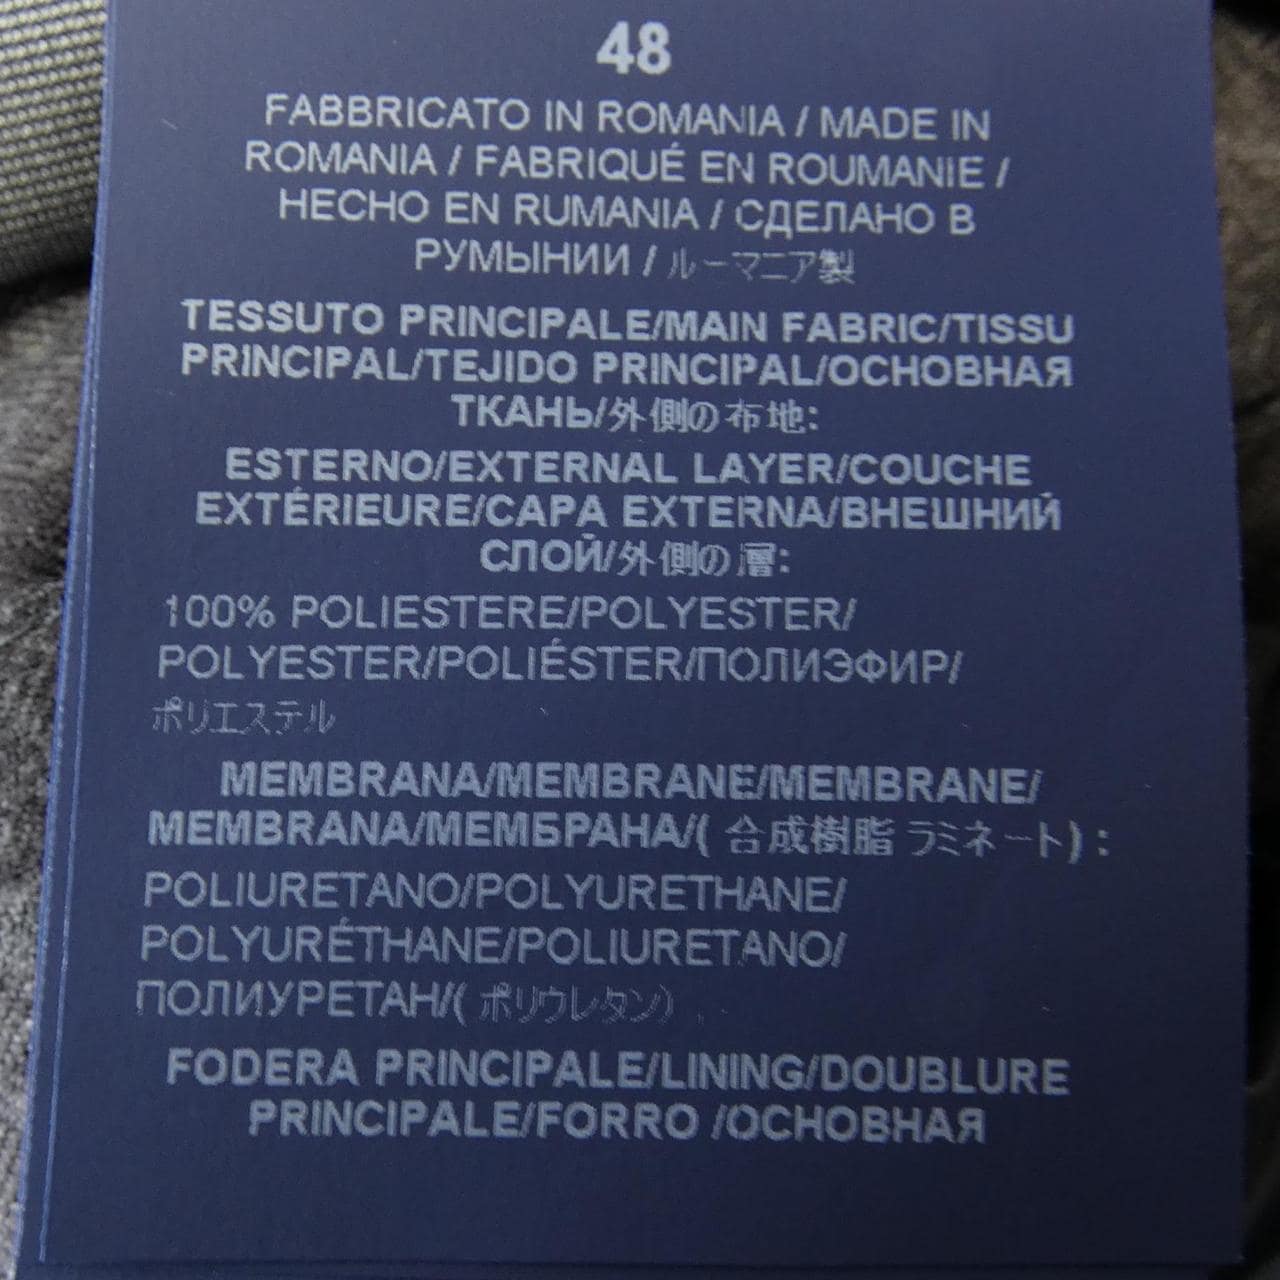 48
FABBRICATO IN ROMANIA / MADE IN
ROMANIA / FABRIQUÉ EN ROUMANIE /
HECHO EN RUMANIA / СДЕЛАНО В
РУМЫНИИ / ルーマニア製
TESSUTO PRINCIPALE/MAIN FABRIC/TISSU
PRINCIPAL/TEJIDO PRINCIPAL/ОСНОВНАЯ
ТКАНЬ/外側の布地:
ESTERNO/EXTERNAL LAYER/COUCHE
EXTÉRIEURE/CAPA EXTERNA/ВНЕШНИЙ
СЛОЙ/外側の層:
100% POLIESTERE/POLYESTER/
POLYESTER/POLIÉSTER/ПОЛИЭФИР/
ポリエステル
MEMBRANA/MEMBRANE/MEMBRANE/
MEMBRANA/МЕМБРАНА/( 合成樹脂 ラミネート) :
POLIURETANO/POLYURETHANE/
POLYURÉTHANE/POLIURETANO/
ПОЛИУРЕТАН/( ポリウレタン)
FODERA PRINCIPALE/LINING/DOUBLURE
PRINCIPALE/FORRO /ОСНОВНАЯ